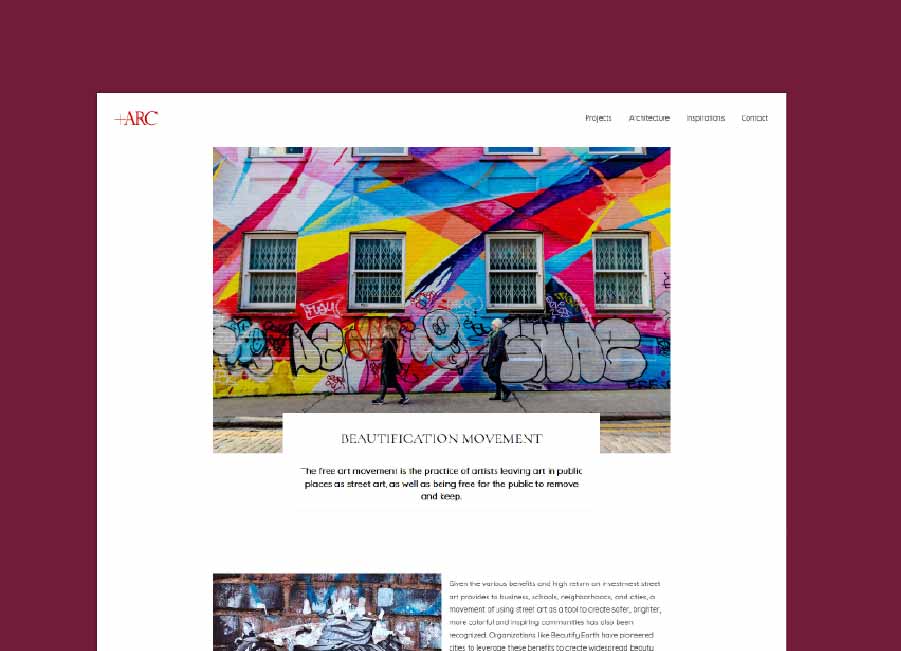 +ARC
Projects Architecture Inspirations Contact
BEAUTIFICATION MOVEMENT
The free art movement is the practice of artists leaving art in public
places as street art, as well as being free for the public to remove
and keep.
Given the various benefits and high return on investment street
art provides to business, schools, neighborhoods, and cities, a
movement of using street art as a tool to create safer, brighter,
more colorful and inspiring communities has also been
recognized. Organizations like Beautify Earth have pioneered
cities to leverage these benefits to create widespread beauty